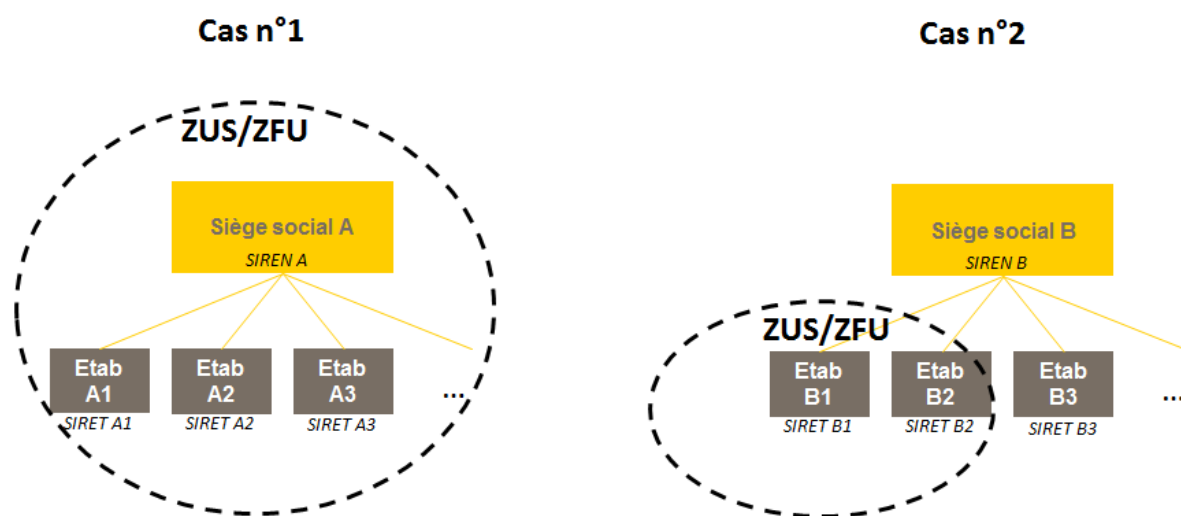 Cas n°1
ZUS/ZFU
Siège social A
SIREN A
Etab A1
SIRET A1
Etab A2
SIRET A2
Etab A3
SIRET A3
...
Cas n°2
Siège social B
SIREN B
ZUS/ZFU
Etab B1
SIRET B1
Etab B2
SIRET B2
Etab B3
SIRET B3
...